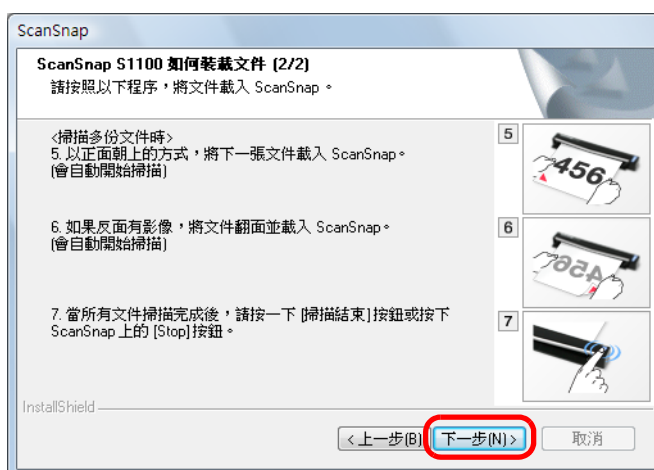 ScanSnap
ScanSnap S1100 如何裝載文件 (2/2)
請按照以下程序，將文件載入 ScanSnap。
<掃描多份文件時>
5. 以正面朝上的方式，將下一張文件載入 ScanSnap。
(會自動開始掃描)
5
456
6. 如果反面有影像，將文件翻面並載入 ScanSnap。
(會自動開始掃描)
6
456
7. 當所有文件掃描完成後，請按一下 [掃描結束] 按鈕或按下
ScanSnap 上的 [Stop] 按鈕。
7
InstallShield
< 上一步(B)
下一步(N) >
取消